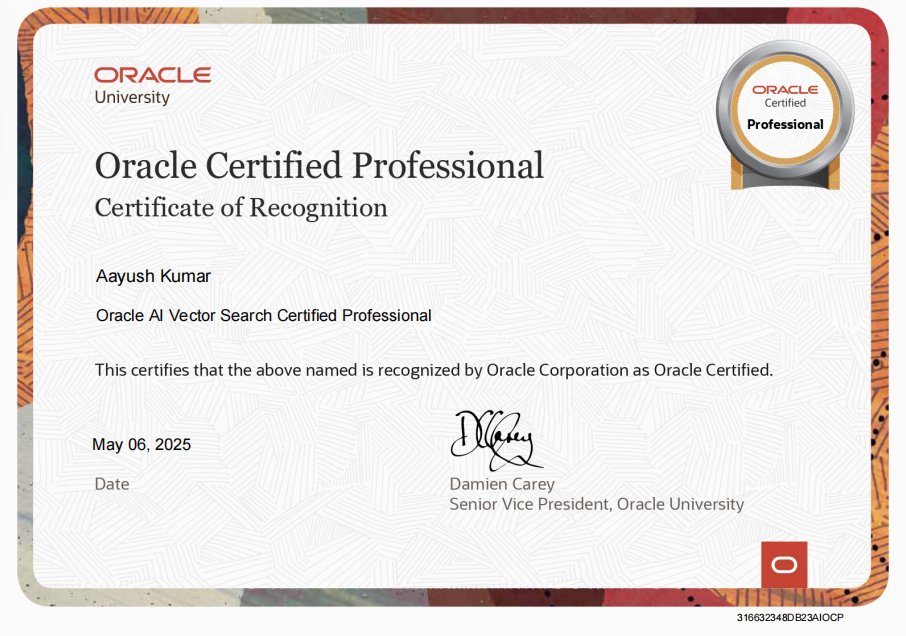 ORACLE
University
ORACLE
Certified
Professional
Oracle Certified Professional
Certificate of Recognition
Aayush Kumar
Oracle AI Vector Search Certified Professional
This certifies that the above named is recognized by Oracle Corporation as Oracle Certified.
DCarey
May 06, 2025
Date
Damien Carey
Senior Vice President, Oracle University
316632348DB23AIOCP